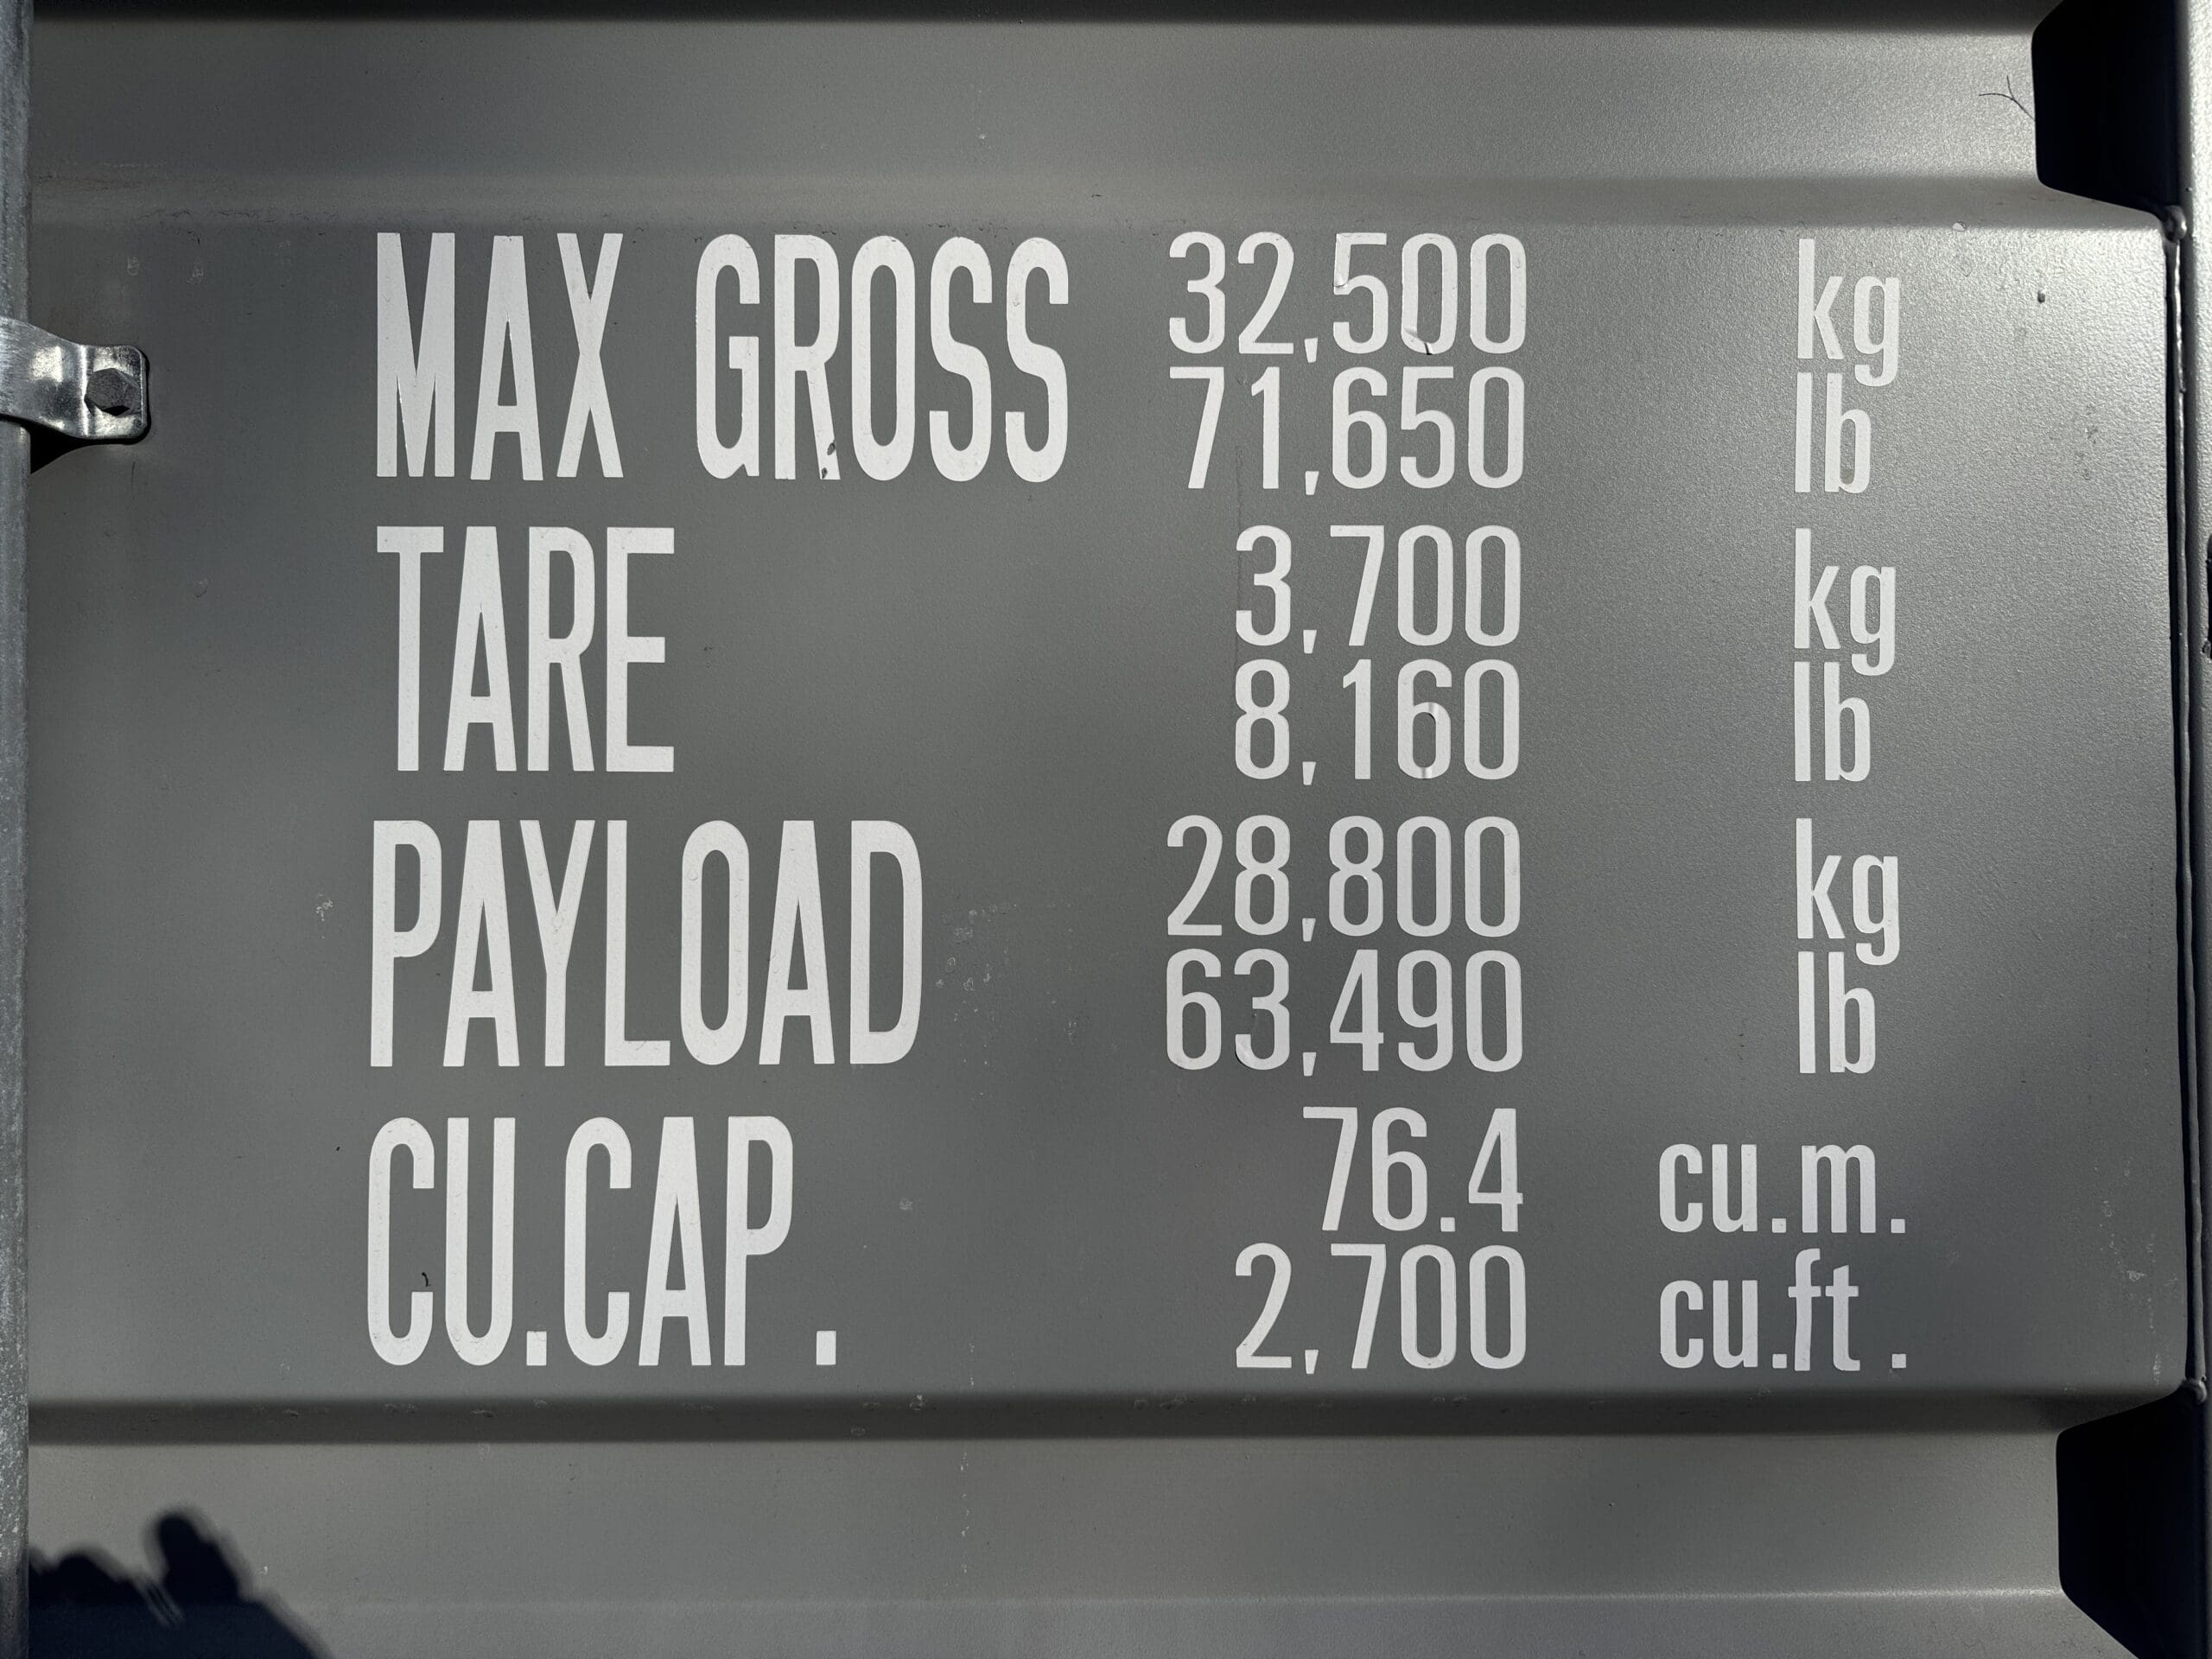 MAX GROSS 32,500 kg
71,650 lb
TARE 3,700 kg
8,160 lb
PAYLOAD 28,800 kg
63,490 lb
CU.CAP. 76.4 cu.m.
2,700 cu.ft.